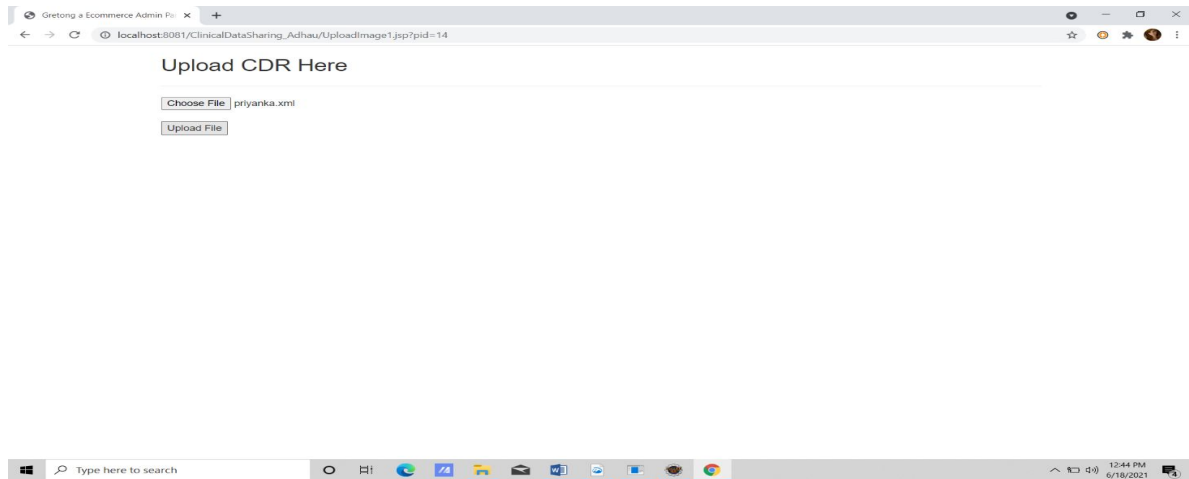 Gretong a Ecommerce Admin Pa
localhost:8081/ClinicalDataSharing_Adhau/UploadImage1.jsp?pid=14
Upload CDR Here
Choose File priyanka.xml
Upload File
Type here to search
12:44 PM
6/18/2021
4